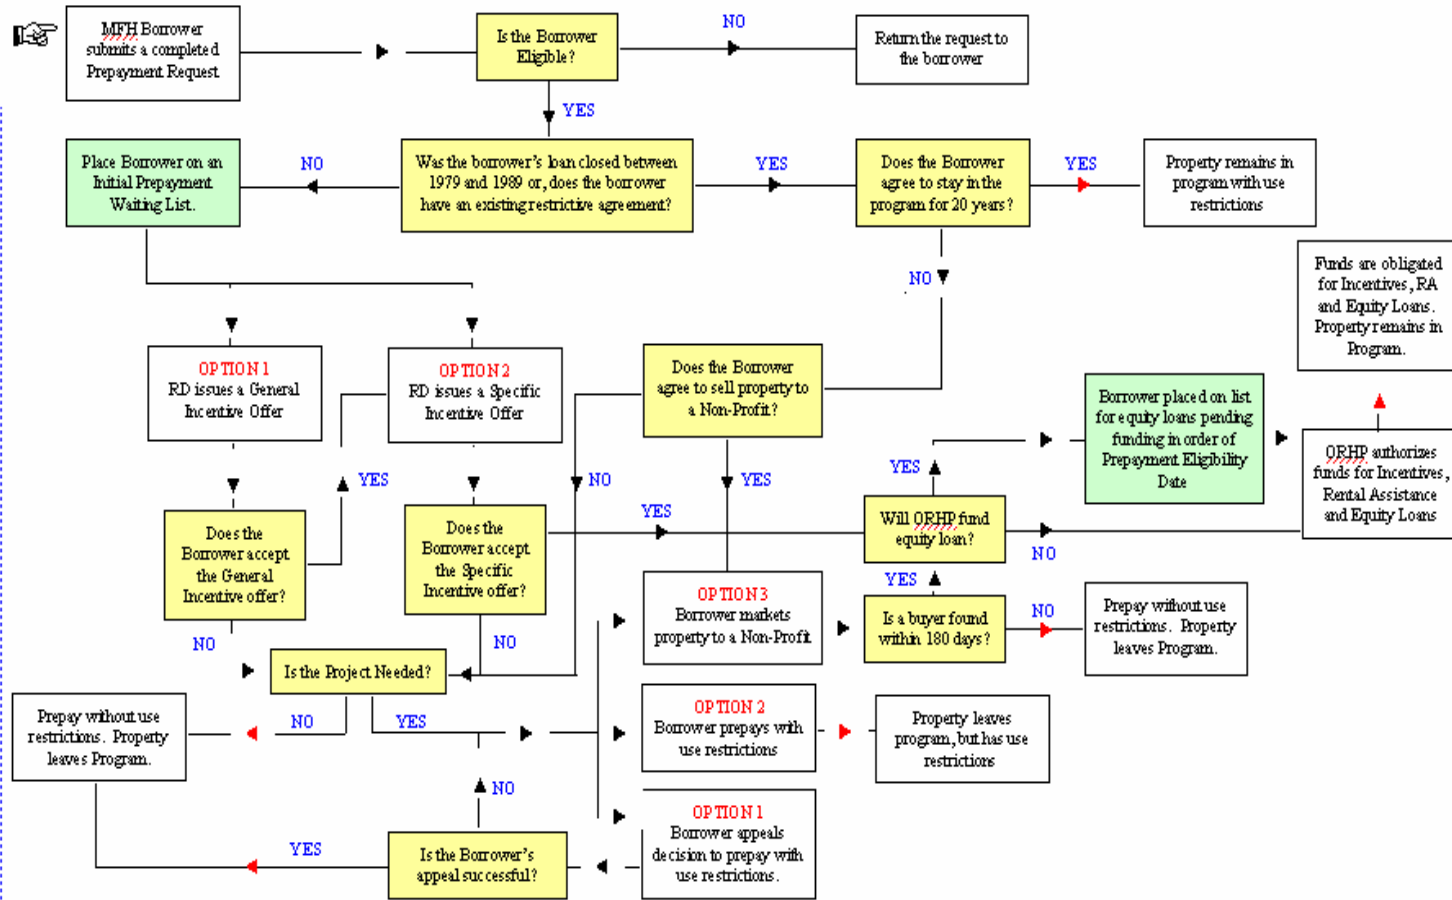 MFH Borrower
submits a completed
Prepayment Request
Is the Borrower
Eligible?
NO
Return the request to
the borrower
YES
Place Borrower on an
Initial Prepayment
Waiting List.
NO
Was the borrower's loan closed between
1979 and 1989 or, does the borrower
have an existing restrictive agreement?
YES
Does the Borrower
agree to stay in the
program for 20 years?
YES
Property remains in
program with use
restrictions
NO
Funds are obligated
for Incentives, RA
and Equity Loans.
Property remains in
Program.
OPTION 1
RD issues a General
Incentive Offer
OPTION 2
RD issues a Specific
Incentive Offer
Does the Borrower
agree to sell property to
a Non-Profit?
Borrower placed on list
for equity loans pending
funding in order of
Prepayment Eligibility
Date
ORHP authorizes
funds for Incentives,
Rental Assistance
and Equity Loans
YES
NO
YES
YES
Does the
Borrower accept
the General
Incentive offer?
Does the
Borrower accept
the Specific
Incentive offer?
YES
Will ORHP fund
equity loan?
NO
YES
NO
NO
OPTION 3
Borrower markets
property to a Non-Profit
Is a buyer found
within 180 days?
NO
Prepay without use
restrictions. Property
leaves Program.
Is the Project Needed?
Prepay without use
restrictions. Property
leaves Program.
NO
YES
OPTION 2
Borrower prepays with
use restrictions
Property leaves
program, but has use
restrictions
NO
OPTION 1
Borrower appeals
decision to prepay with
use restrictions.
YES
Is the Borrower's
appeal successful?